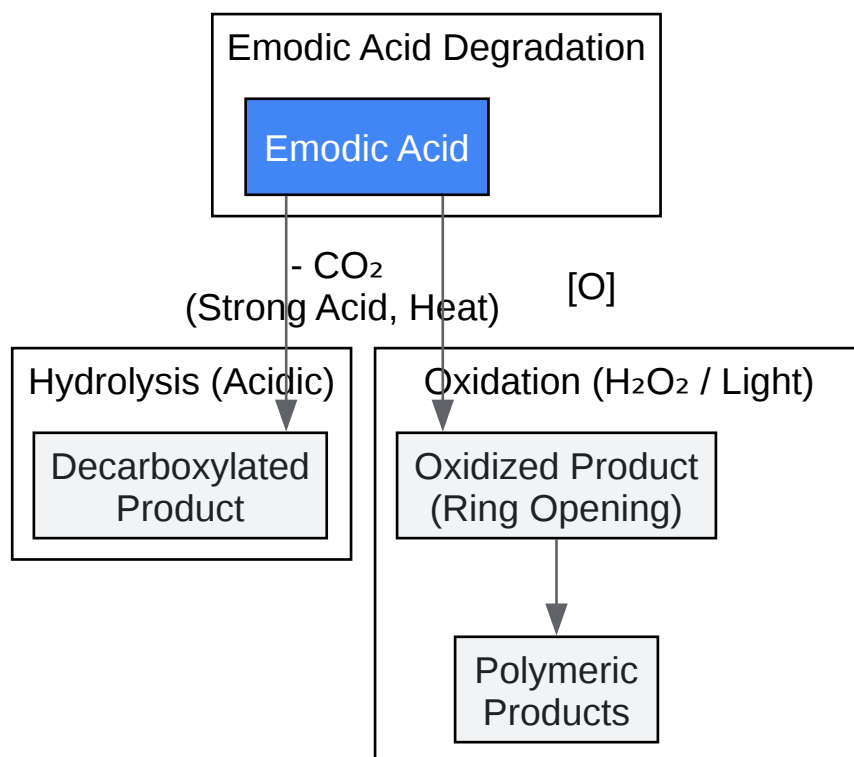 Emodic Acid Degradation
Emodic Acid
- CO₂
(Strong Acid, Heat)
[O]
Hydrolysis (Acidic)
Decarboxylated
Product
Oxidation (H₂O₂ / Light)
Oxidized Product
(Ring Opening)
Polymeric
Products